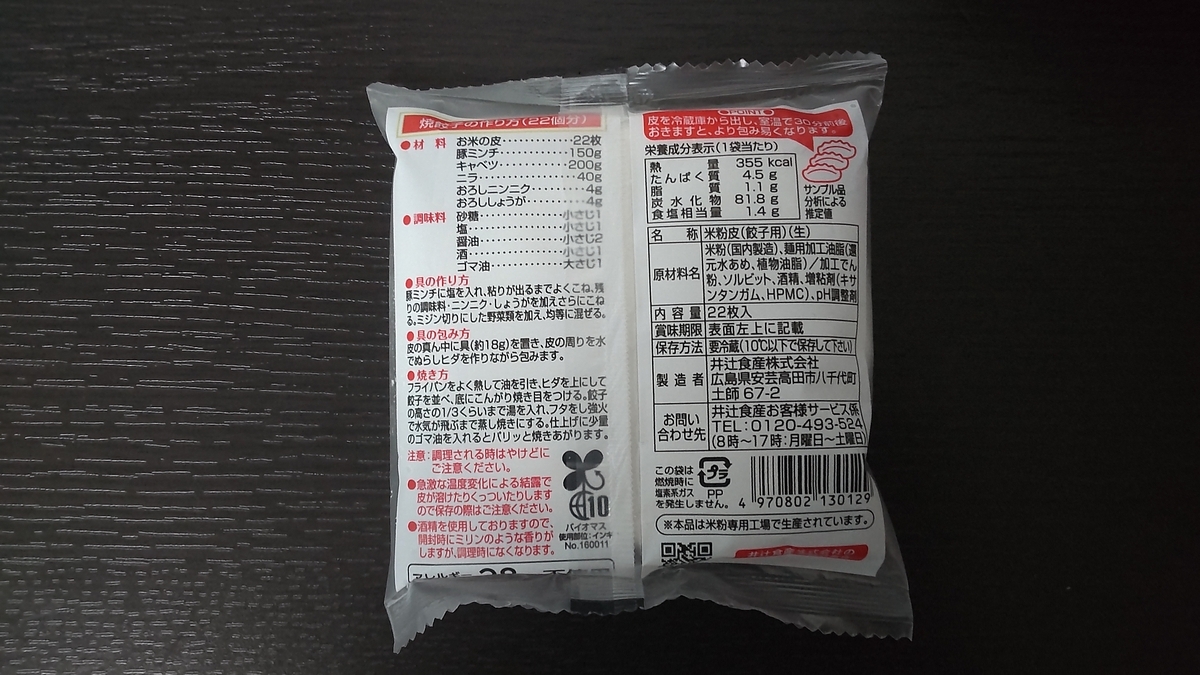 焼餃子の作り方(22個分)
●材 料 お米の皮…………22枚
豚ミンチ…………150g
キャベツ…………200g
ニラ…………40g
おろしニンニク…………4g
おろししょうが…………4g
●調味料 砂糖…………小さじ1
塩…………小さじ1
醤油…………小さじ2
酒…………小さじ1
ゴマ油…………大さじ1
●具の作り方
豚ミンチに塩を入れ、粘りが出るまでよくこね、残
りの調味料・ニンニク・しょうがを加えさらにこね
る。ミジン切りにした野菜類を加え、均等に混ぜる。
●具の包み方
皮の真ん中に具(約18g)を置き、皮の周りを水
でぬらしヒダを作りながら包みます。
●焼き方
フライパンをよく熱して油を引き、ヒダを上にして
餃子を並べ、底にこんがり焼き目をつける。餃子
の高さの1/3くらいまで湯を入れ、フタをし強火
で水気が飛ぶまで蒸し焼きにする。仕上げに少量
のゴマ油を入れるとパリッと焼きあがります。
注意:調理される時はやけどに
ご注意ください。
●急激な温度変化による結露で
皮が溶けたりくっついたりします
ので保存の際はご注意ください。
●酒精を使用しておりますので、
開封時にミリンのような香りが
しますが、調理時になくなります。
10
バイオマス
使用部位:インキ
No.160011
アレルギー 28
●POINT●
皮を冷蔵庫から出し、室温で30分前後
おきますと、より包み易くなります。
栄養成分表示(1袋当たり)
熱量 355 kcal
たんぱく質 4.5 g
脂質 1.1 g
炭水化物 81.8 g
食塩相当量 1.4 g
サンプル品
分析による
推定値
名 称 米粉皮(餃子用)(生)
原材料名 米粉(国内製造)、麺用加工油脂(還
元水あめ、植物油脂)/加工でん
粉、ソルビット、酒精、増粘剤(キサ
ンタンガム、HPMC)、pH調整剤
内容量 22枚入
賞味期限 表面左上に記載
保存方法 要冷蔵(10℃以下で保存して下さい)
製造者 井辻食産株式会社
広島県安芸高田市八千代町
土師 67-2
お問い合わせ先 井辻食産お客様サービス係
TEL:0120-493-524
(8時~17時:月曜日~土曜日)
この袋は
燃焼時に
塩素系ガス
を発生しません。
プラ
PP
4 970802 130129
※本品は米粉専用工場で生産されています。
井辻食産株式会社の